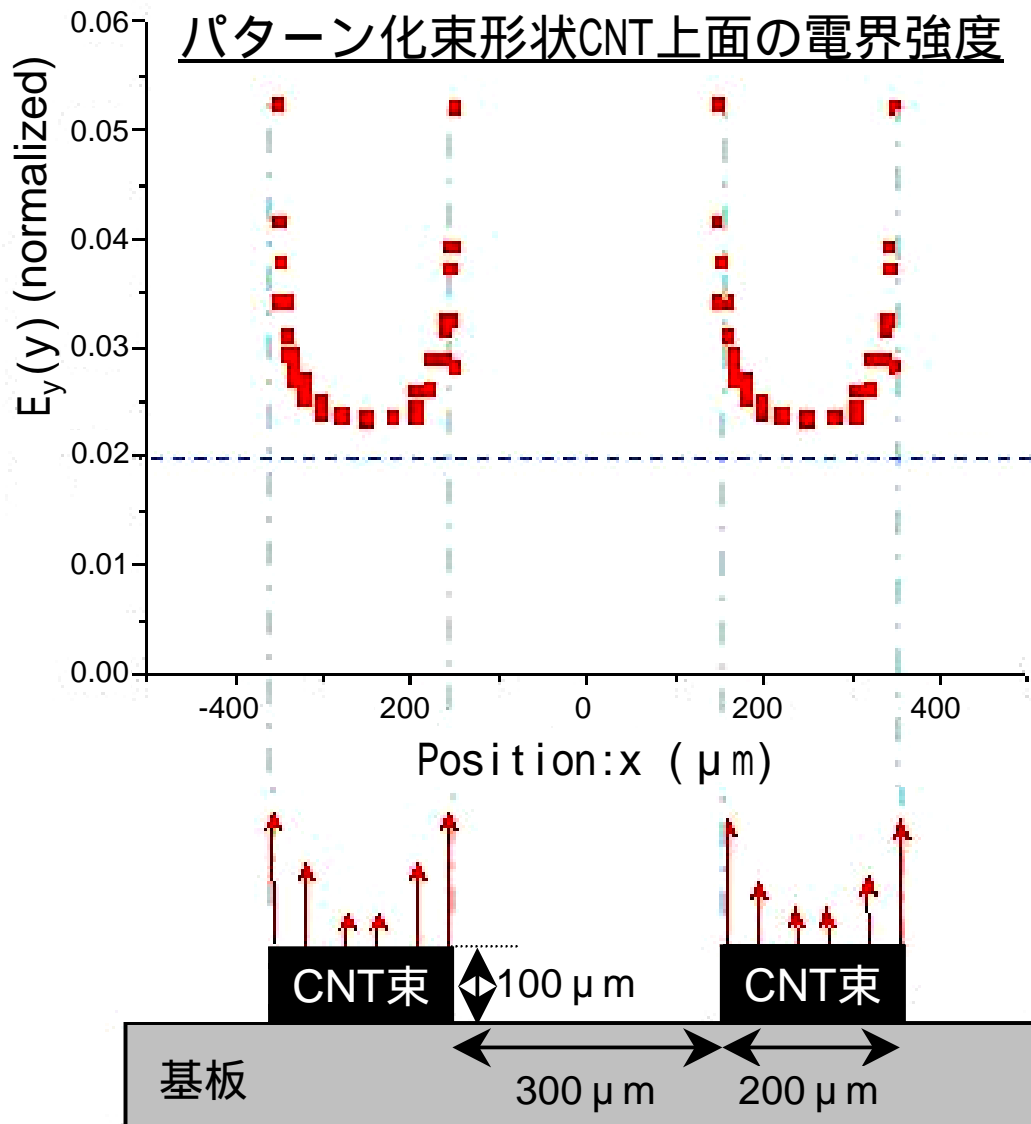 パターン化束形状CNT上面の電界強度
E_y(y) (normalized)
0.06
0.05
0.04
0.03
0.02
0.01
0.00
-400 200 0 200 400
Position:x (μm)
CNT束
100μm
CNT束
基板
300μm
200μm